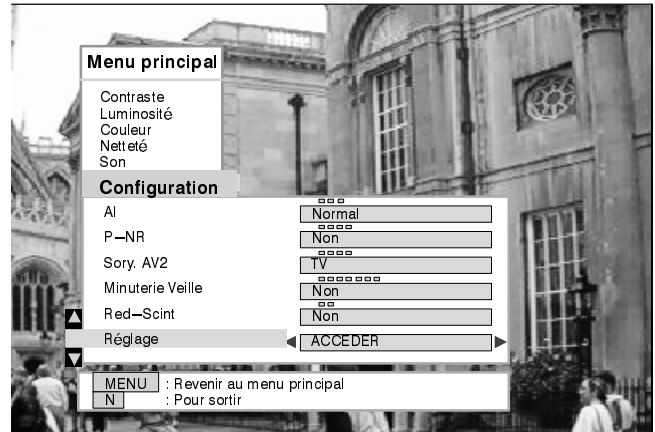 Menu principal
Contraste
Luminosité
Couleur
Netteté
Son
Configuration
AI Normal
P–NR Non
Sory. AV2 TV
Minuterie Veille Non
Red–Scint Non
Réglage ACCEDER
MENU : Revenir au menu principal
N : Pour sortir